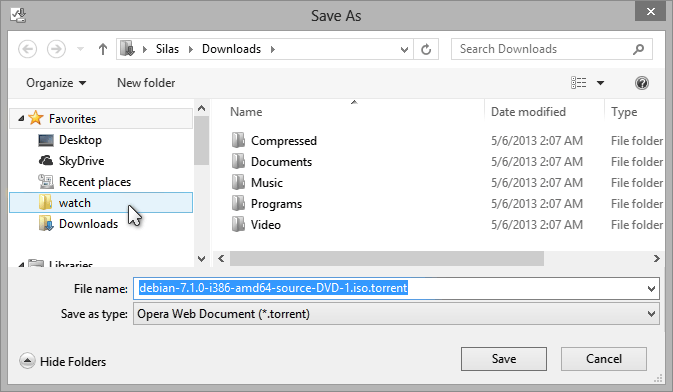 Save As
Silas Downloads Search Downloads
Organize New folder
Favorites
Desktop
SkyDrive
Recent places
watch
Downloads
Libraries
Name Date modified Type
Compressed 5/6/2013 2:07 AM File folder
Documents 5/6/2013 2:07 AM File folder
Music 5/6/2013 2:07 AM File folder
Programs 5/6/2013 2:07 AM File folder
Video 5/6/2013 2:07 AM File folder
File name: debian-7.1.0-i386-amd64-source-DVD-1.iso.torrent
Save as type: Opera Web Document (*.torrent)
Hide Folders Save Cancel